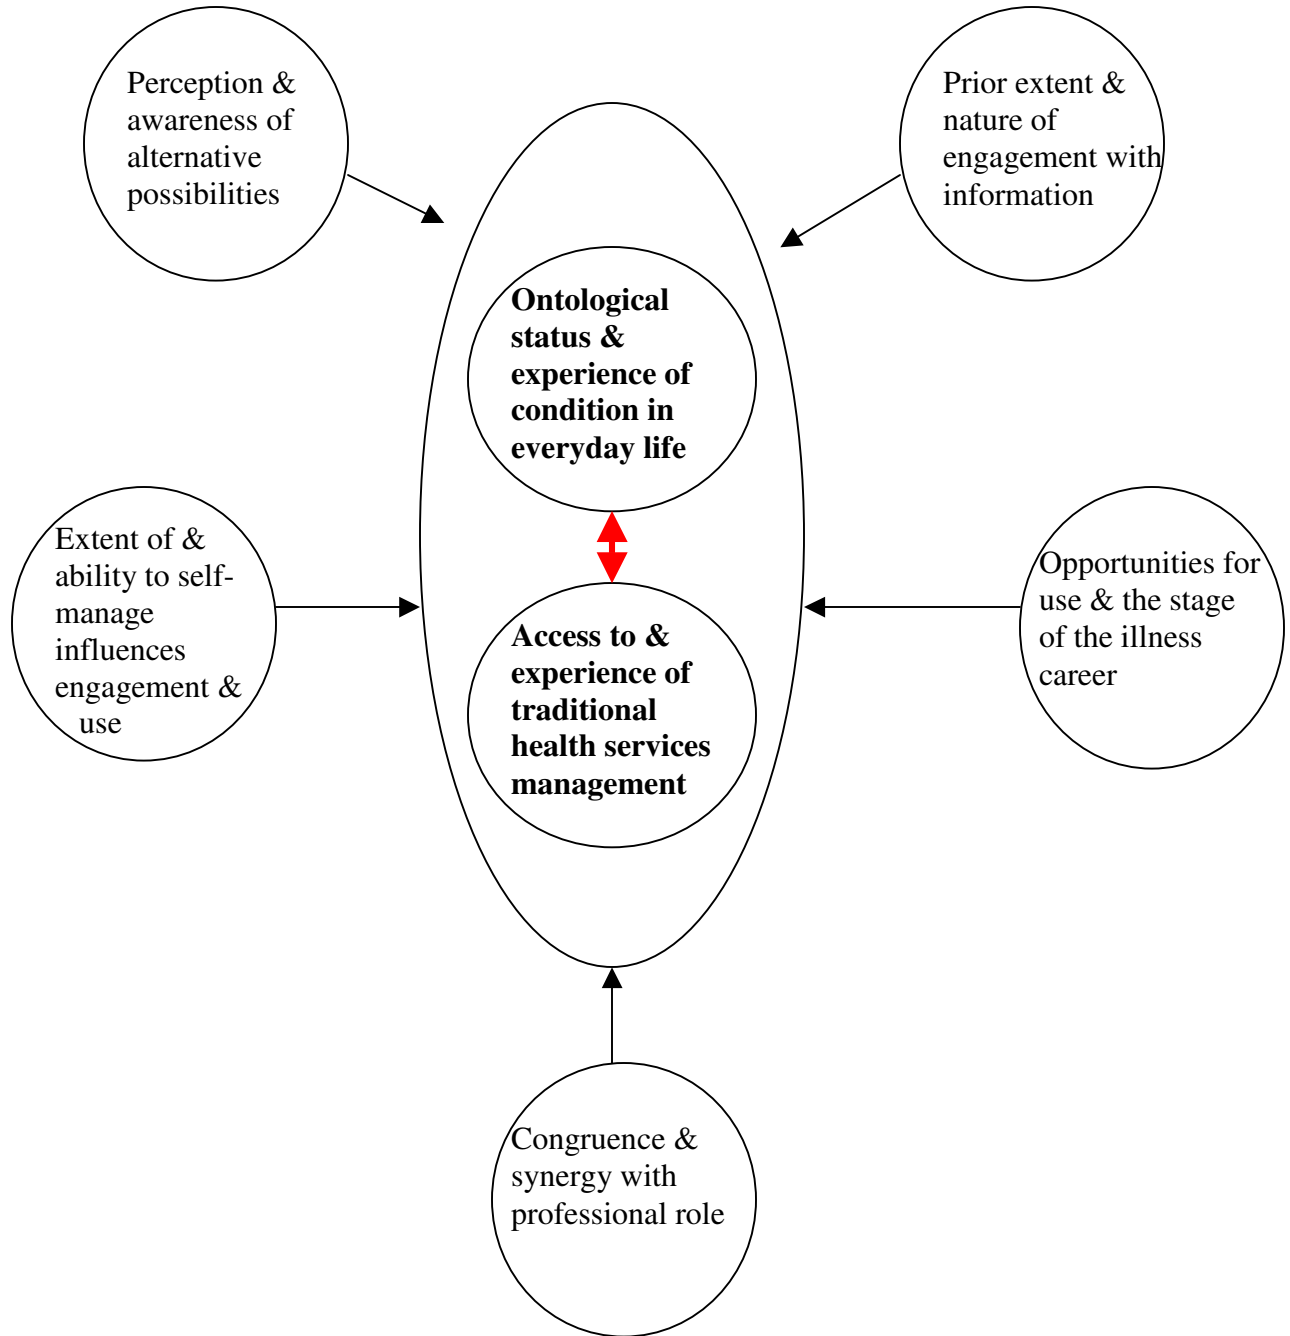 Perception &
awareness of
alternative
possibilities
Prior extent &
nature of
engagement with
information
Ontological
status &
experience of
condition in
everyday life
Extent of &
ability to self-
manage
influences
engagement &
use
Access to &
experience of
traditional
health services
management
Opportunities for
use & the stage
of the illness
career
Congruence &
synergy with
professional role